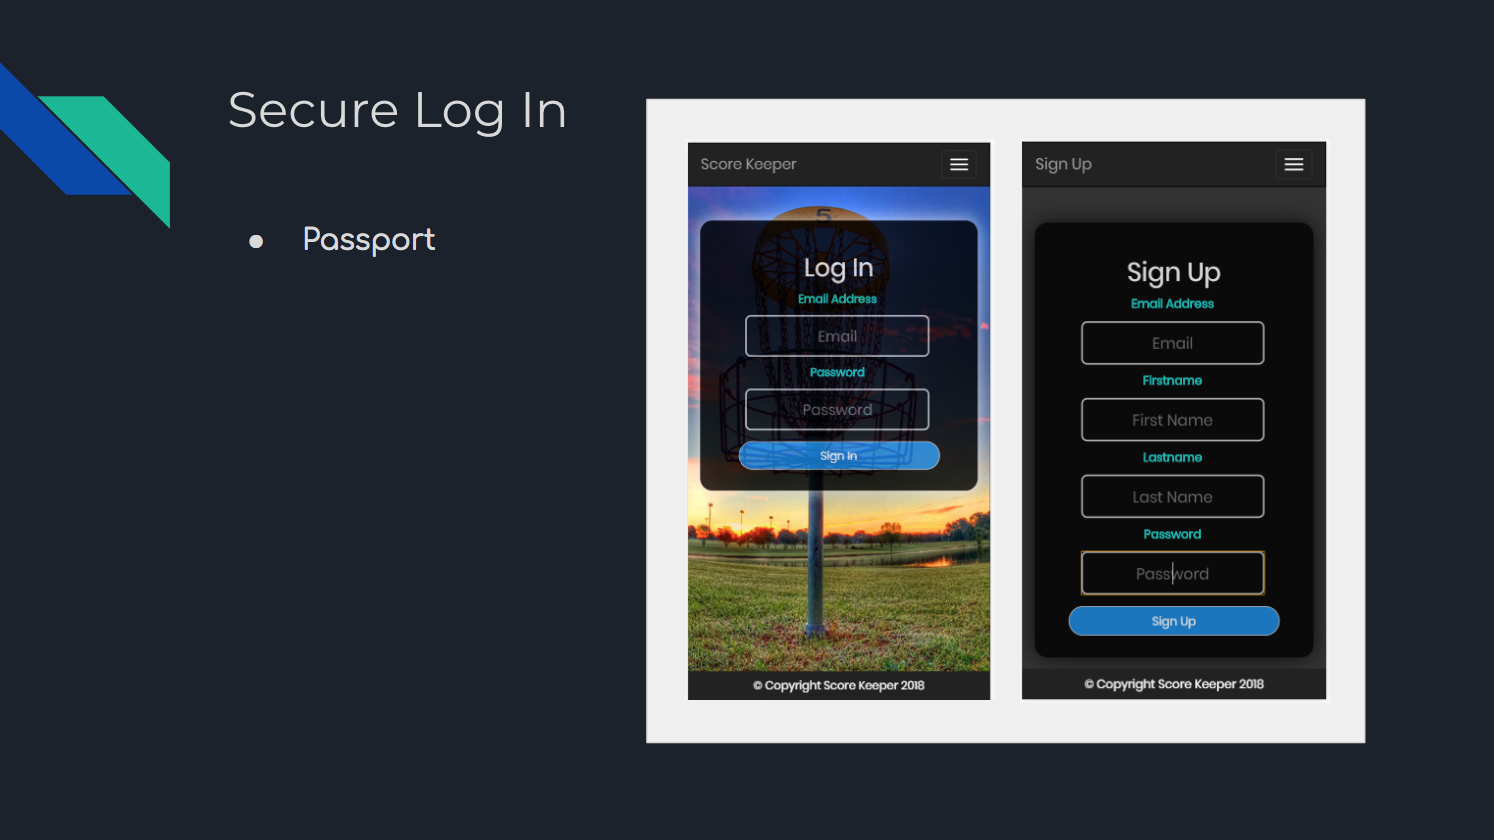 Secure Log In
Passport
Score Keeper
5
Log In
Email Address
Email
Password
Password
Sign In
© Copyright Score Keeper 2018
Sign Up
Sign Up
Email Address
Email
Firstname
First Name
Lastname
Last Name
Password
Password
Sign Up
© Copyright Score Keeper 2018